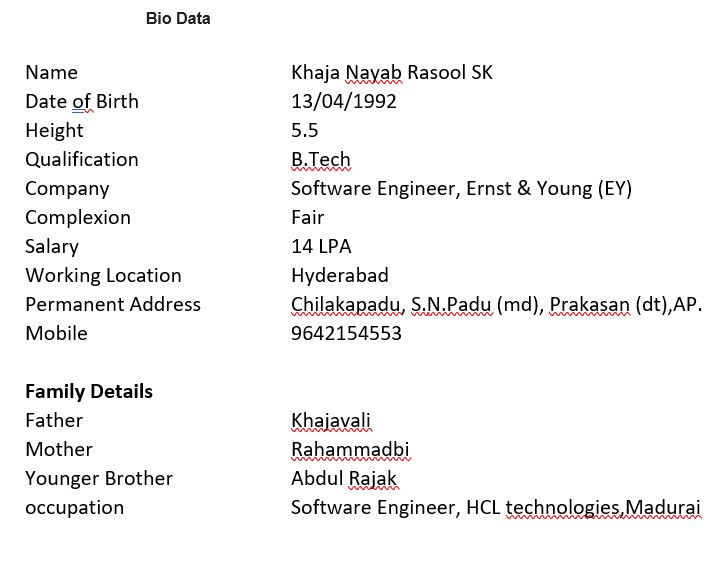 Bio Data
Name Khaja Nayab Rasool SK
Date of Birth 13/04/1992
Height 5.5
Qualification B.Tech
Company Software Engineer, Ernst & Young (EY)
Complexion Fair
Salary 14 LPA
Working Location Hyderabad
Permanent Address Chilakapadu, S.N.Padu (md), Prakasan (dt),AP.
Mobile 9642154553
Family Details
Father Khajavali
Mother Rahammadbi
Younger Brother Abdul Rajak
occupation Software Engineer, HCL technologies,Madurai